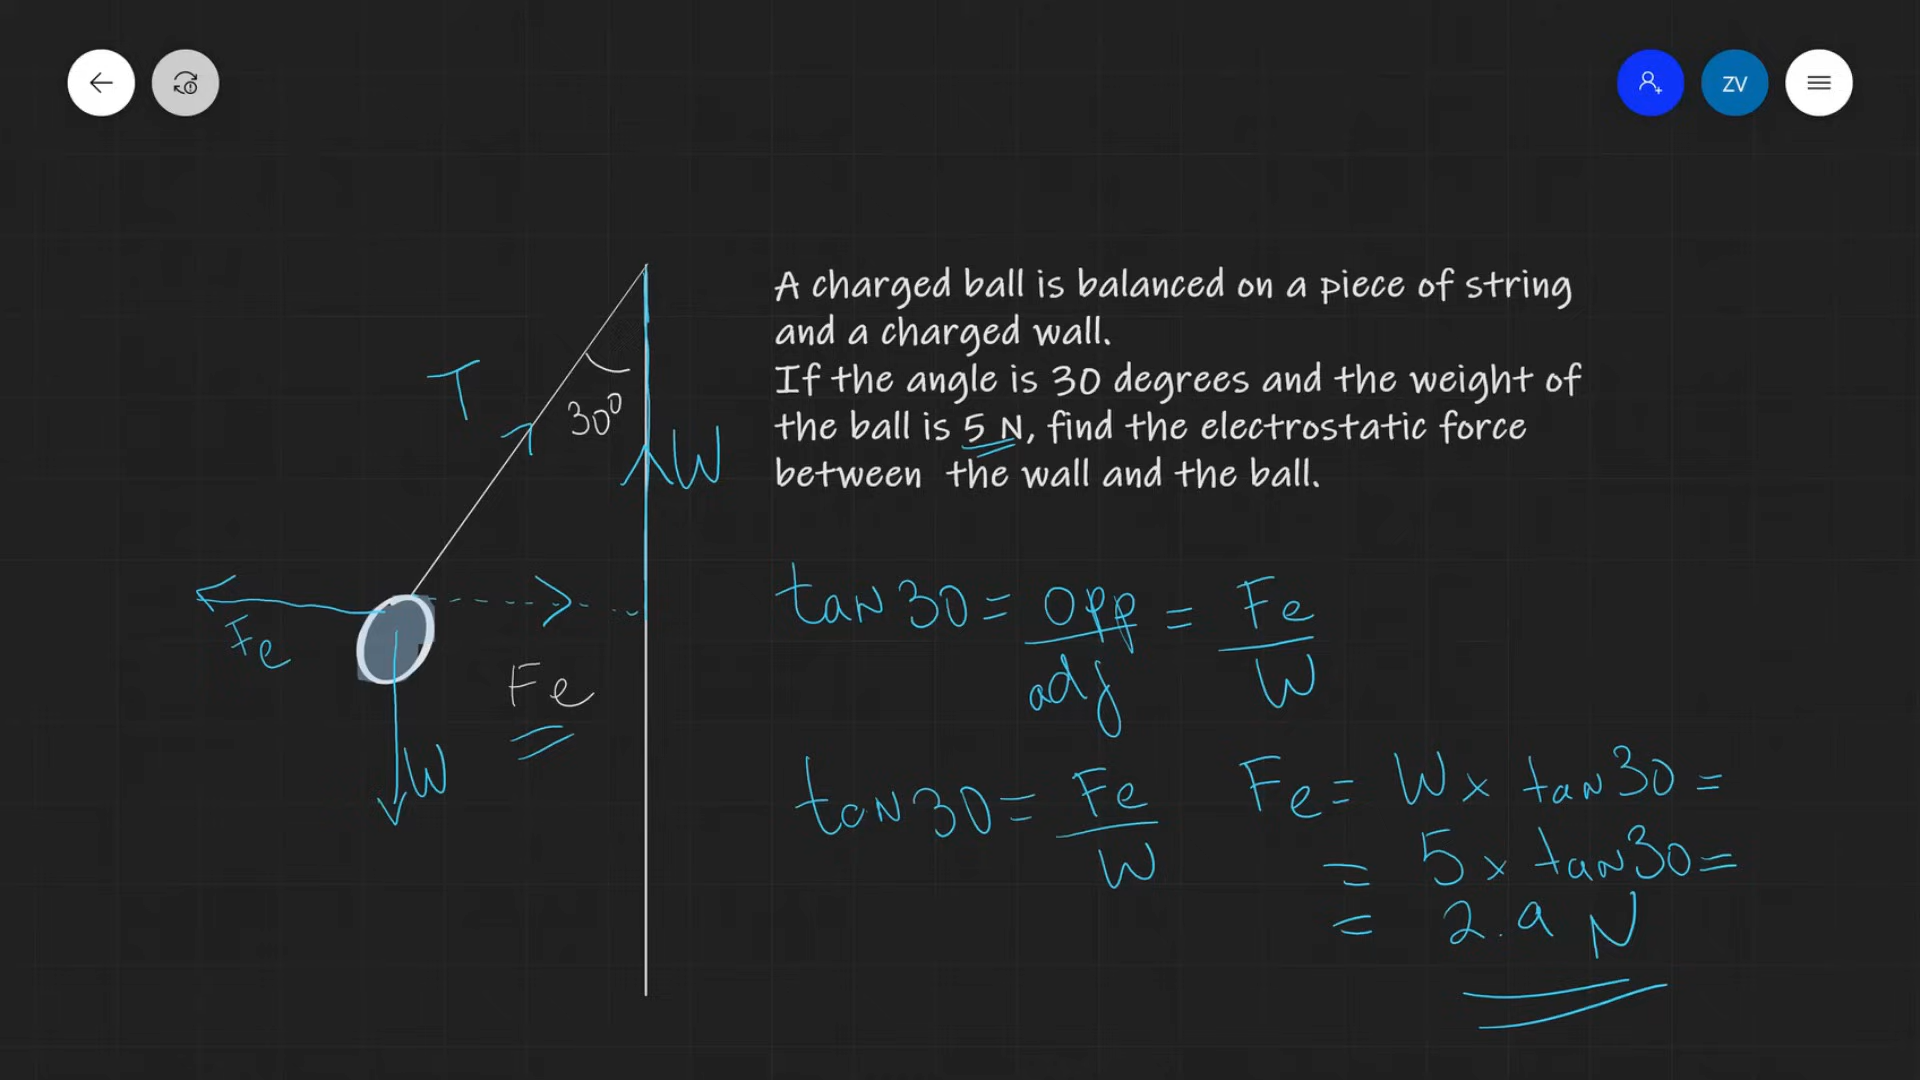 ZV
A charged ball is balanced on a piece of string
and a charged wall.
If the angle is 30 degrees and the weight of
the ball is 5 N, find the electrostatic force
between the wall and the ball.
T
30⁰
W
Fe
Fe
W
tan 30 = opp/adj = Fe/W
tan 30 = Fe/W
Fe = W x tan 30 =
= 5 x tan 30 =
= 2.9 N